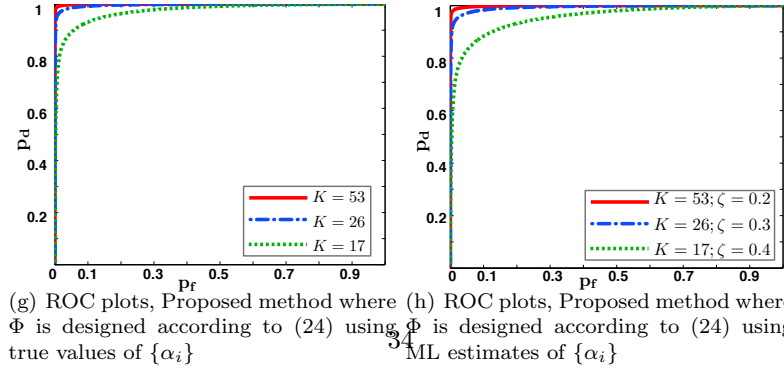 1
0.8
0.6
0.4
0.2
p_d
K = 53
K = 26
K = 17
0 0.1 0.3 0.5 0.7 0.9
p_f
(g) ROC plots, Proposed method where
Φ is designed according to (24) using
true values of {α_i}
1
0.8
0.6
0.4
0.2
p_d
K = 53; ζ = 0.2
K = 26; ζ = 0.3
K = 17; ζ = 0.4
0 0.1 0.3 0.5 0.7 0.9
p_f
(h) ROC plots, Proposed method where
Φ is designed according to (24) using
ML estimates of {α_i}
34